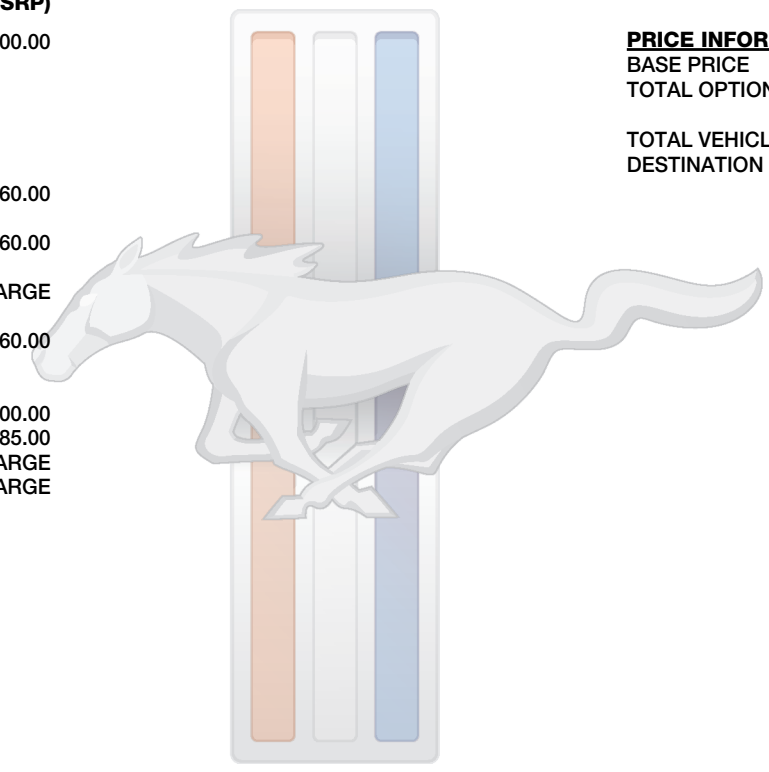 SRP)
00.00
60.00
60.00
ARGE
60.00
00.00
85.00
ARGE
ARGE
PRICE INFOR
BASE PRICE
TOTAL OPTION
TOTAL VEHICL
DESTINATION